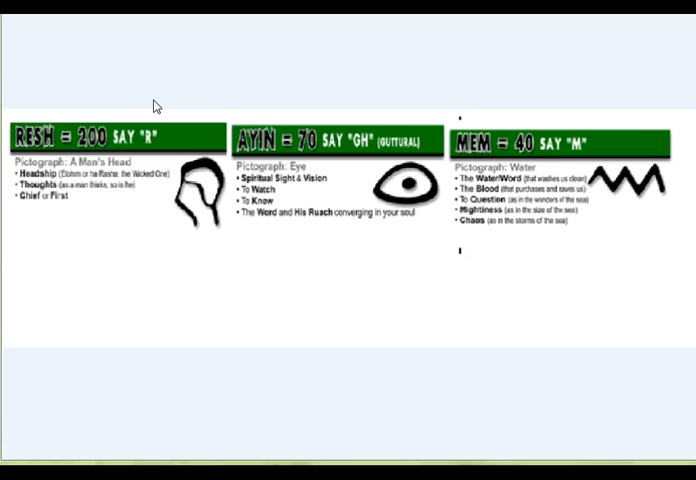 RESH = 200 SAY "R"
Pictograph: A Man's Head
• Headship (Elohim or ha Rasha: the Wicked One)
• Thoughts (as a man thinks, so is he)
• Chief or First
AYIN = 70 SAY "GH" (GUTTURAL)
Pictograph: Eye
• Spiritual Sight & Vision
• To Watch
• To Know
• The Word and His Ruach converging in your soul
MEM = 40 SAY "M"
Pictograph: Water
• The Water/Word (that washes us clean)
• The Blood (that purchases and saves us)
• To Question (as in the wonders of the sea)
• Mightiness (as in the size of the sea)
• Chaos (as in the storms of the sea)